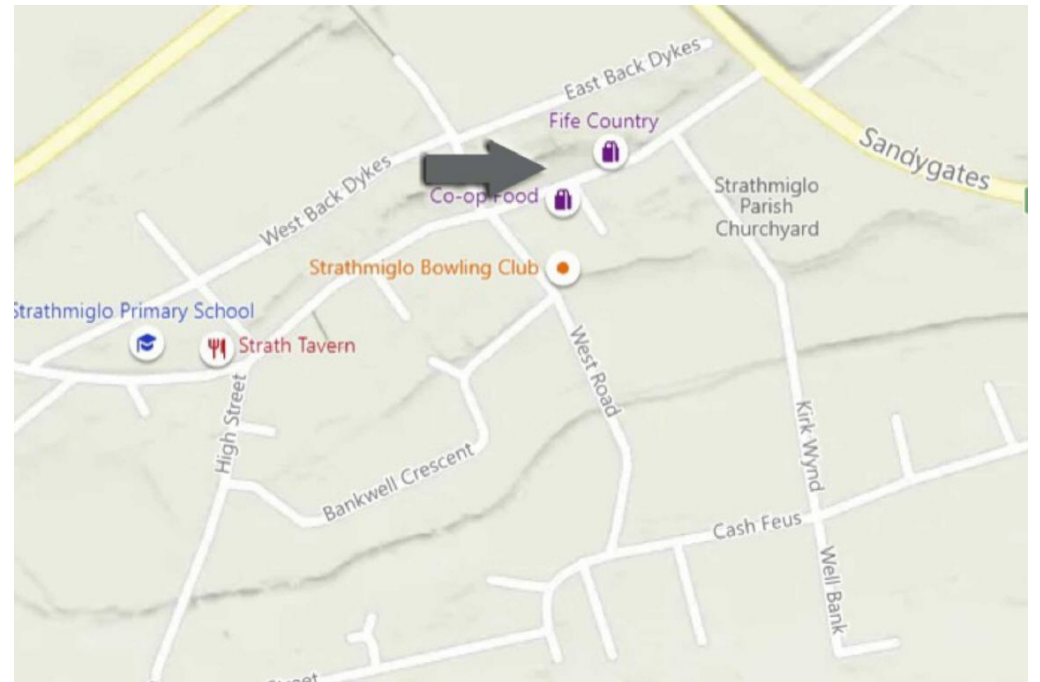 East Back Dykes
Fife Country
Sandygates
West Back Dykes
Co-op Food
Strathmiglo
Parish
Churchyard
Strathmiglo Bowling Club
Strathmiglo Primary School
Strath Tavern
West Road
High Street
Kirk Wynd
Bankwell Crescent
Cash Feus
Well Bank